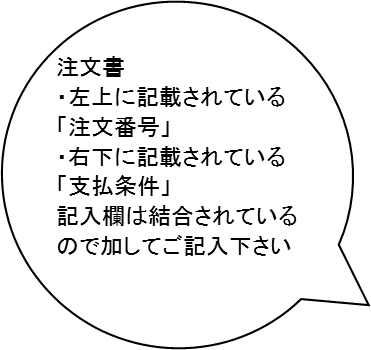 注文書
・左上に記載されている
「注文番号」
・右下に記載されている
「支払条件」
記入欄は結合されている
ので加してご記入下さい